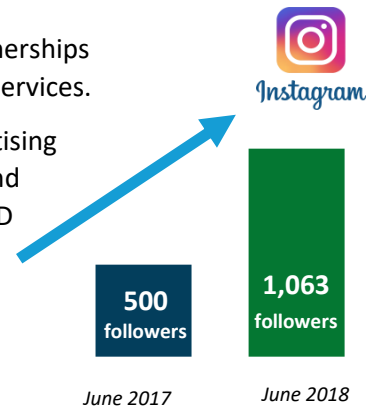 nerships
ervices.
tising
nd
D
Instagram
500
followers
1,063
followers
June 2017
June 2018